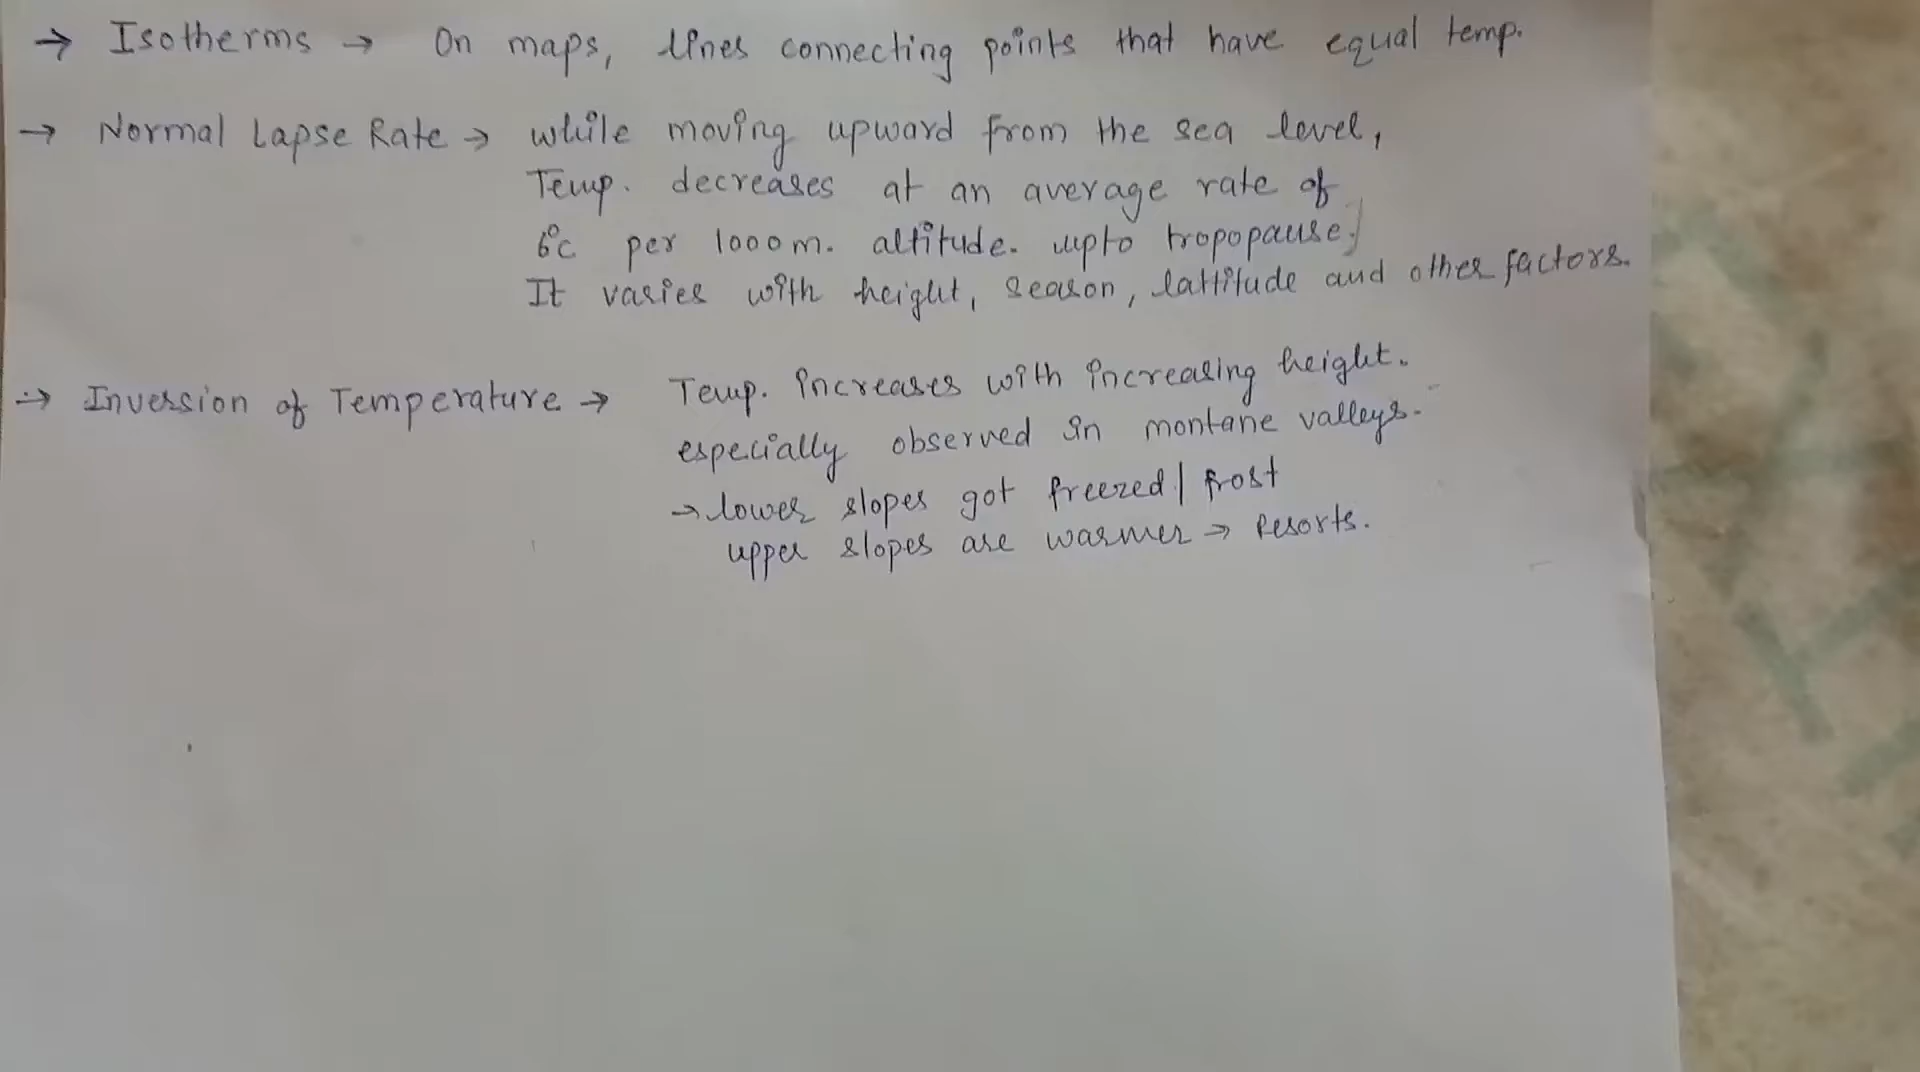 → Isotherms → On maps, lines connecting points that have equal temp.
→ Normal Lapse Rate → while moving upward from the sea level,
Temp. decreases at an average rate of
6°c per 1000m. altitude. upto tropopause.
It varies with height, season, lattitude and other factors.
→ Inversion of Temperature → Temp. increases with increasing height.
especially observed in montane valleys.
→ lower slopes got freezed / frost
upper slopes are warmer → Resorts.